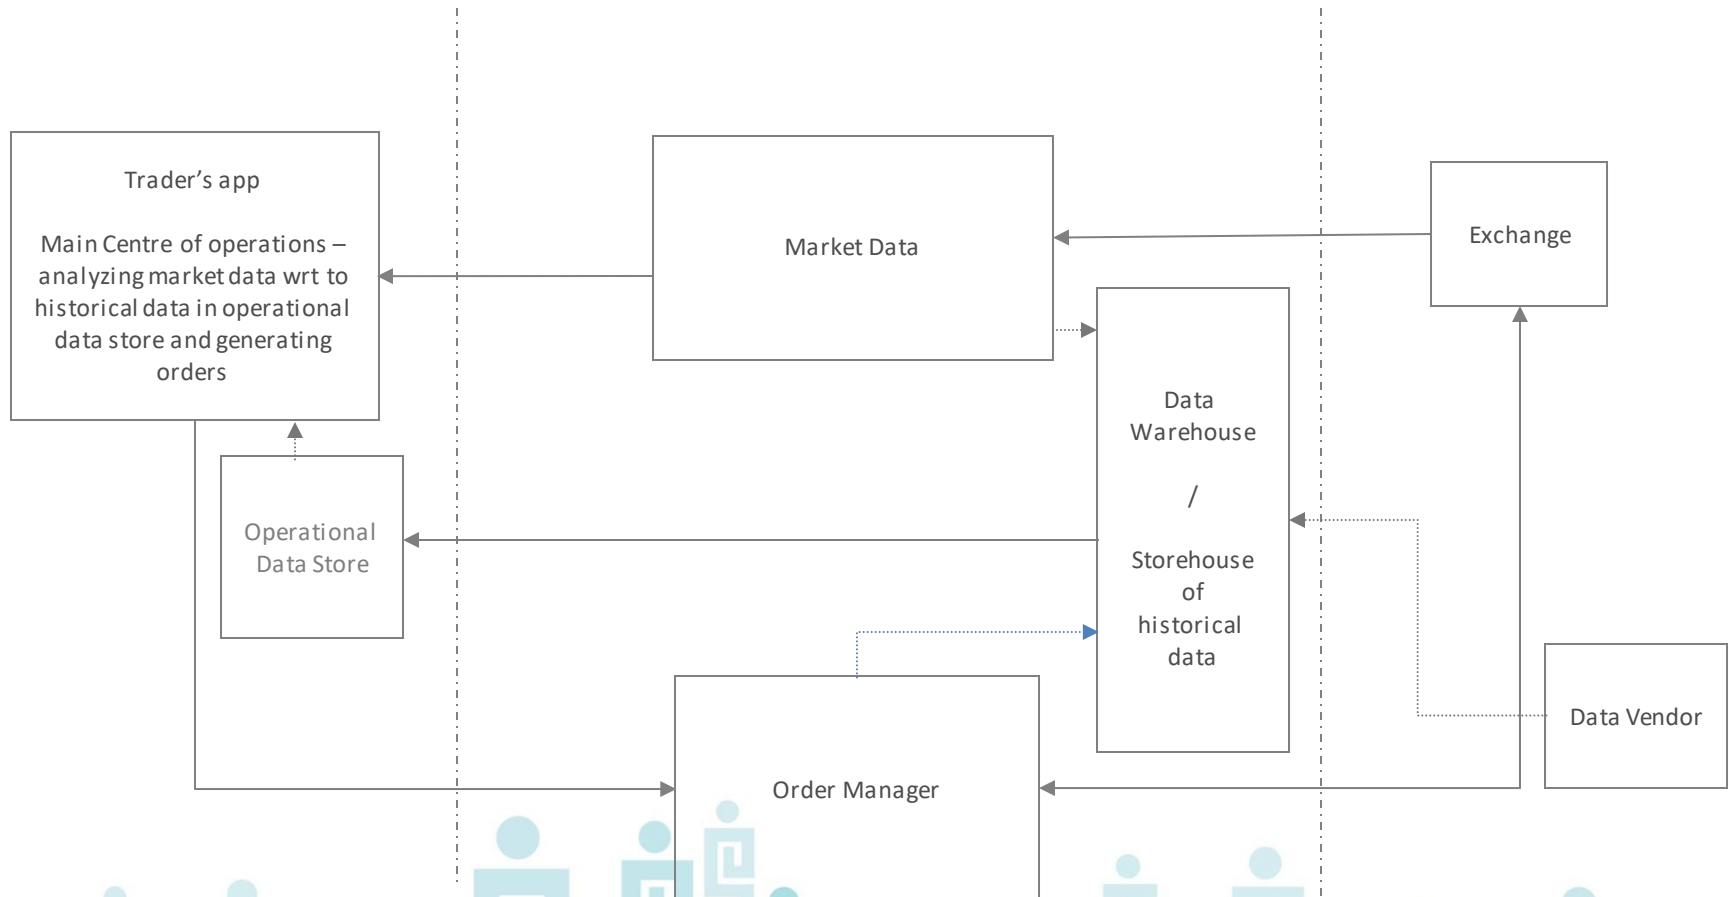 Trader’s app
Main Centre of operations –
analyzing market data wrt to
historical data in operational
data store and generating
orders
Market Data
Exchange
Data
Warehouse
/
Storehouse
of
historical
data
Operational
Data Store
Data Vendor
Order Manager